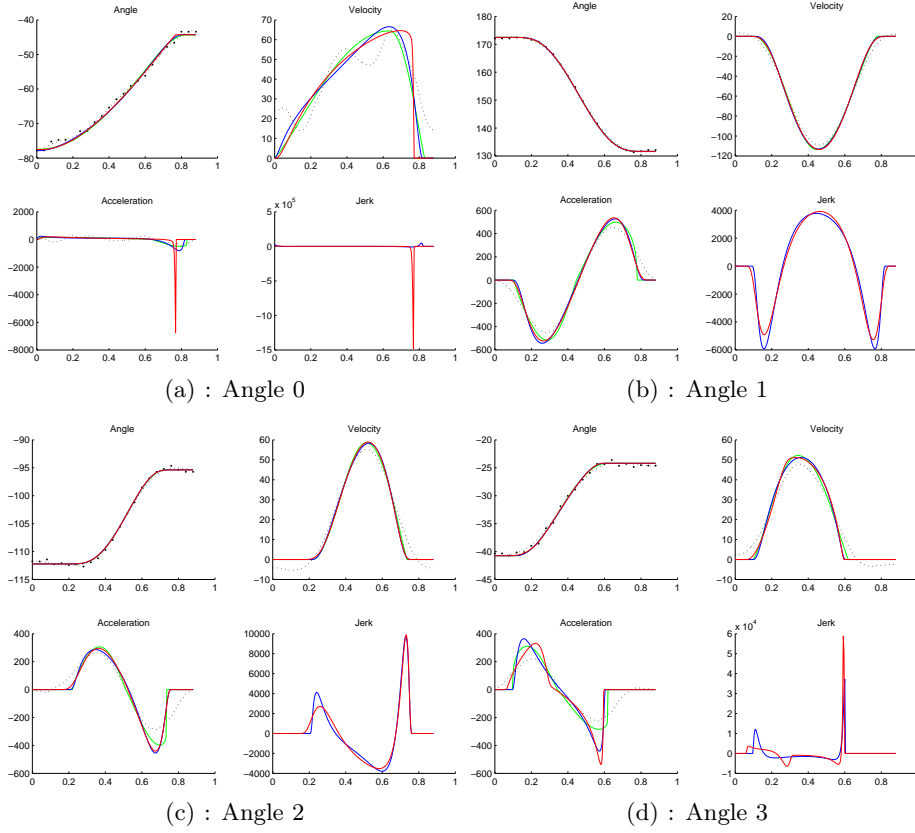 Angle
−40
−50
−60
−70
−80
0 0.2 0.4 0.6 0.8 1
Velocity
70
60
50
40
30
20
10
0
0 0.2 0.4 0.6 0.8 1
Acceleration
2000
0
−2000
−4000
−6000
−8000
0 0.2 0.4 0.6 0.8 1
Jerk
x 10^5
5
0
−5
−10
−15
0 0.2 0.4 0.6 0.8 1
(a) : Angle 0
Angle
180
170
160
150
140
130
0 0.2 0.4 0.6 0.8 1
Velocity
20
0
−20
−40
−60
−80
−100
−120
0 0.2 0.4 0.6 0.8 1
Acceleration
600
400
200
0
−200
−400
−600
0 0.2 0.4 0.6 0.8 1
Jerk
4000
2000
0
−2000
−4000
−6000
0 0.2 0.4 0.6 0.8 1
(b) : Angle 1
Angle
−90
−95
−100
−105
−110
−115
0 0.2 0.4 0.6 0.8 1
Velocity
60
50
40
30
20
10
0
−10
0 0.2 0.4 0.6 0.8 1
Acceleration
400
200
0
−200
−400
−600
0 0.2 0.4 0.6 0.8 1
Jerk
10000
8000
6000
4000
2000
0
−2000
−4000
0 0.2 0.4 0.6 0.8 1
(c) : Angle 2
Angle
−20
−25
−30
−35
−40
−45
0 0.2 0.4 0.6 0.8 1
Velocity
60
50
40
30
20
10
0
−10
0 0.2 0.4 0.6 0.8 1
Acceleration
400
200
0
−200
−400
−600
0 0.2 0.4 0.6 0.8 1
Jerk
x 10^4
6
5
4
3
2
1
0
−1
0 0.2 0.4 0.6 0.8 1
(d) : Angle 3